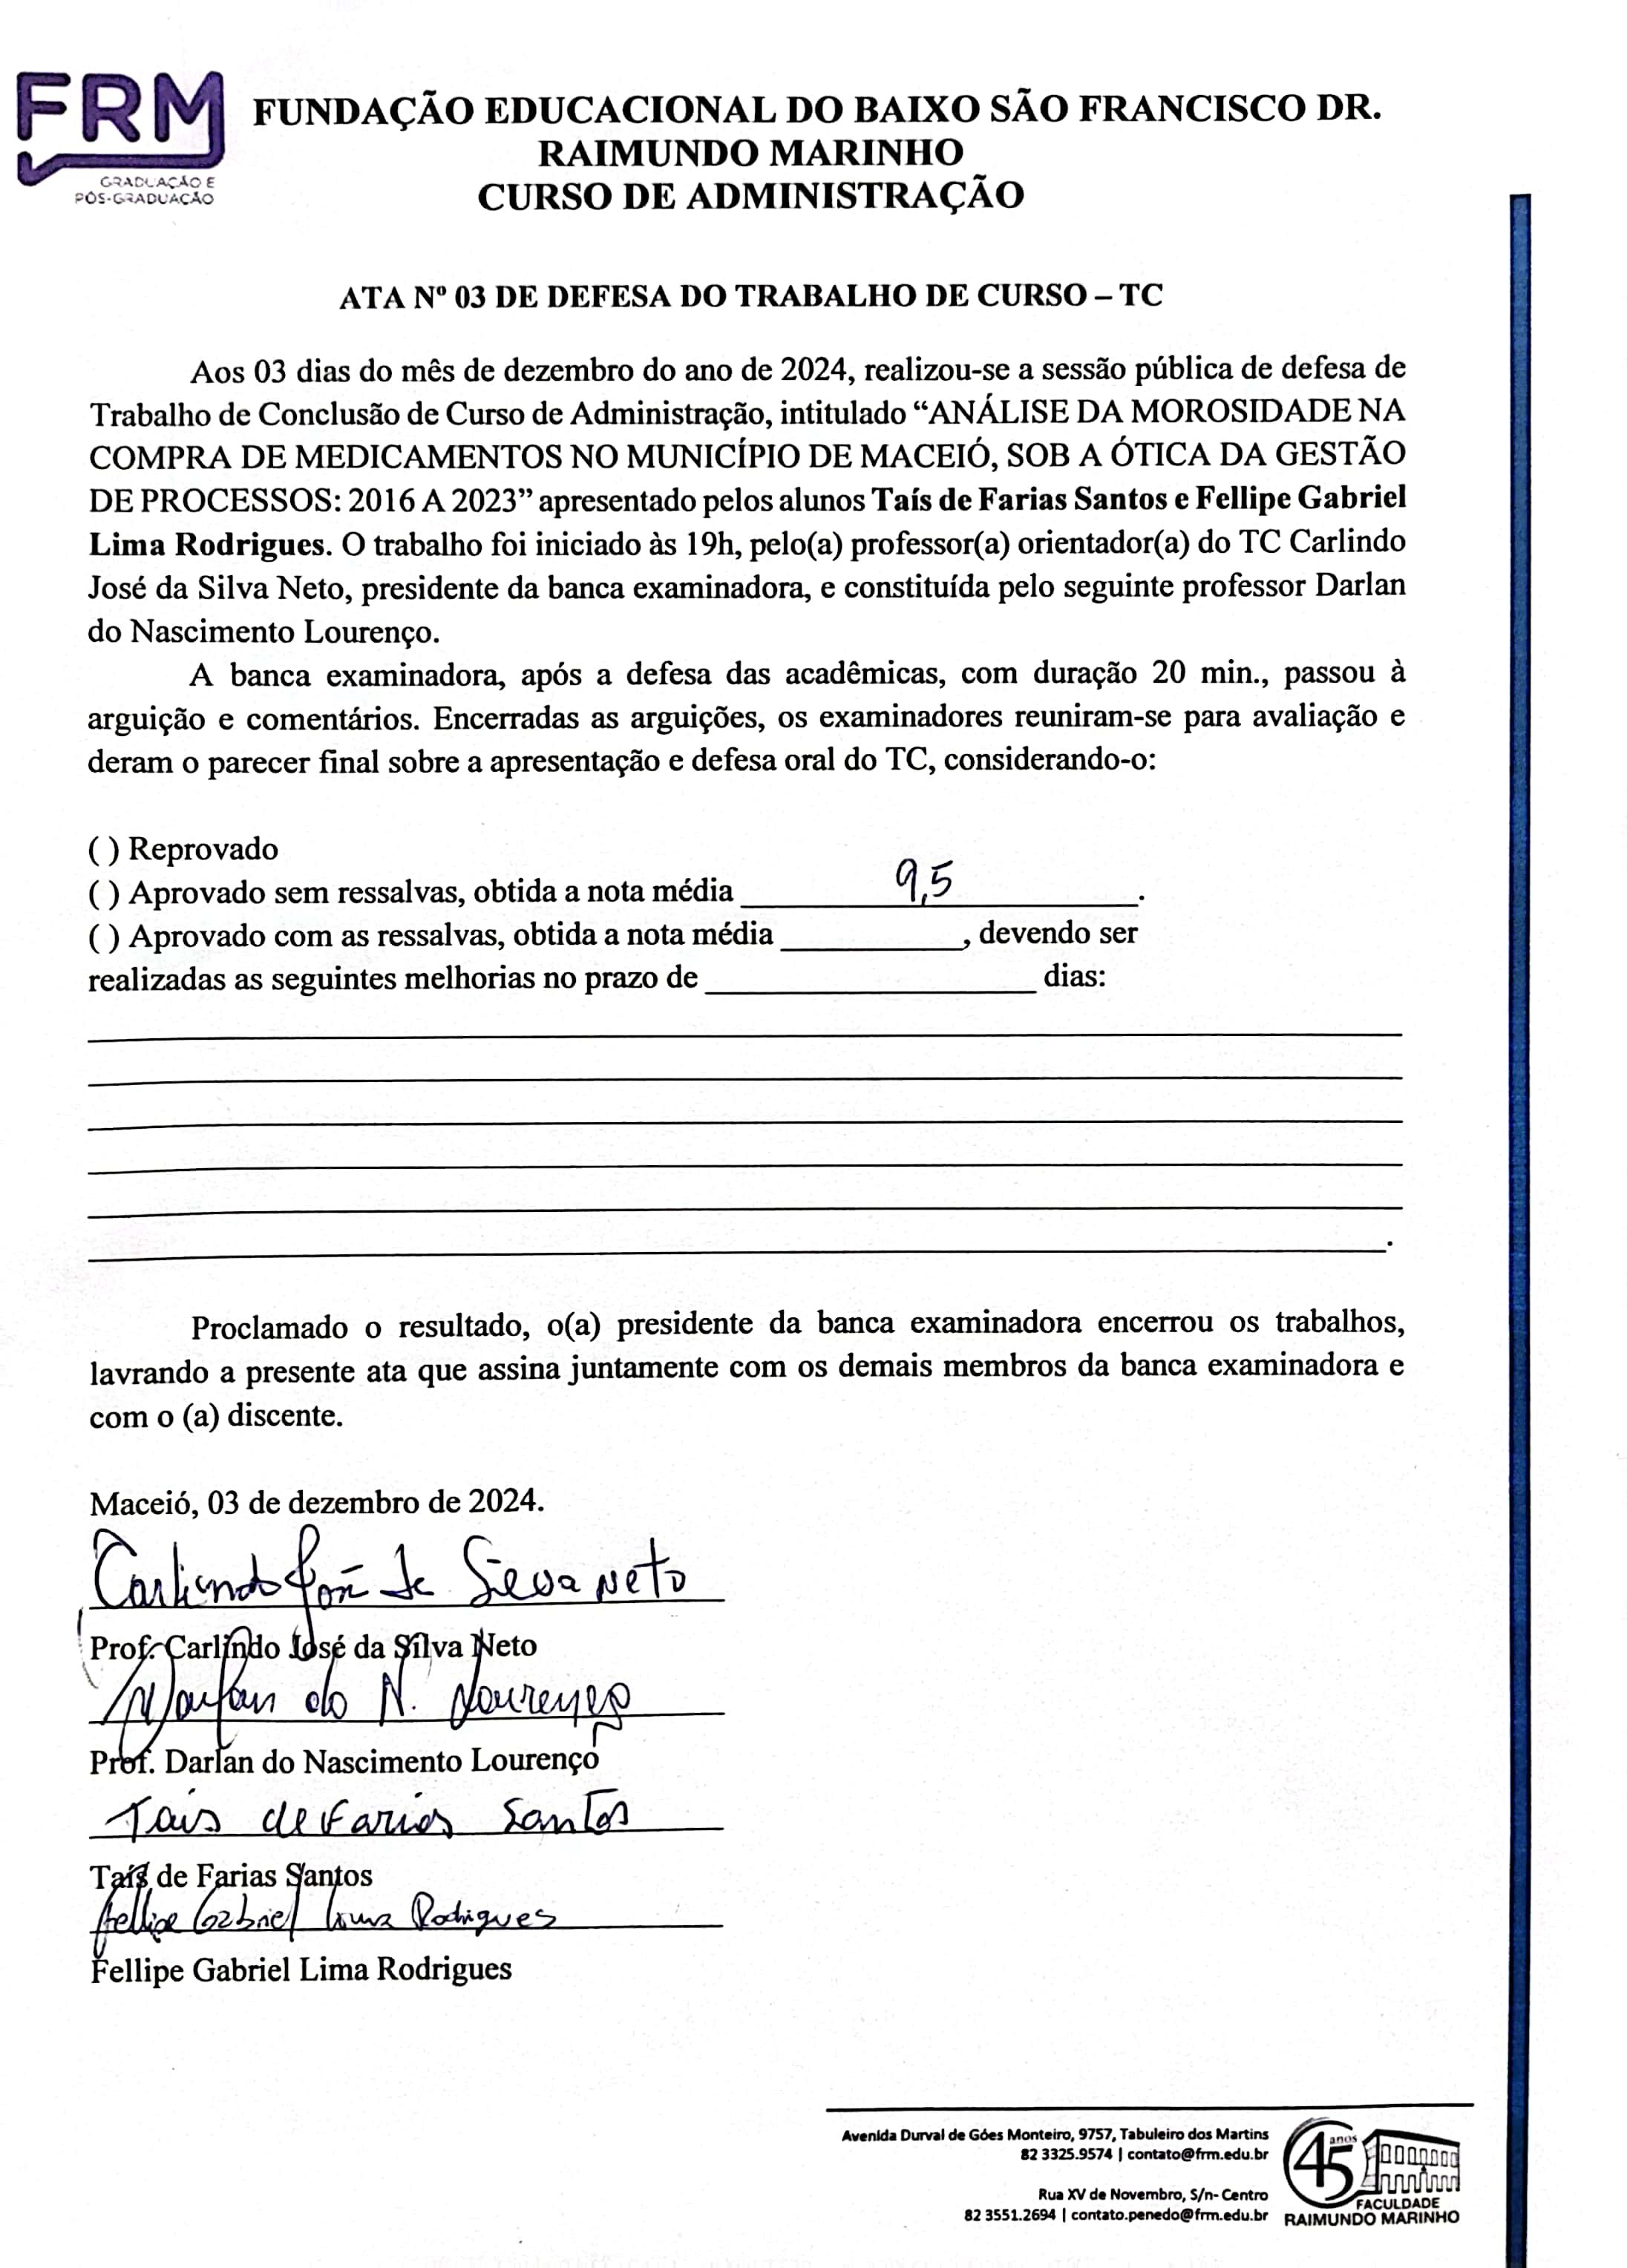 FRM
GRADUAÇÃO E
PÓS-GRADUAÇÃO
FUNDAÇÃO EDUCACIONAL DO BAIXO SÃO FRANCISCO DR.
RAIMUNDO MARINHO
CURSO DE ADMINISTRAÇÃO
ATA Nº 03 DE DEFESA DO TRABALHO DE CURSO – TC
Aos 03 dias do mês de dezembro do ano de 2024, realizou-se a sessão pública de defesa de
Trabalho de Conclusão de Curso de Administração, intitulado “ANÁLISE DA MOROSIDADE NA
COMPRA DE MEDICAMENTOS NO MUNICÍPIO DE MACEIÓ, SOB A ÓTICA DA GESTÃO
DE PROCESSOS: 2016 A 2023” apresentado pelos alunos Taís de Farias Santos e Fellipe Gabriel
Lima Rodrigues. O trabalho foi iniciado às 19h, pelo(a) professor(a) orientador(a) do TC Carlindo
José da Silva Neto, presidente da banca examinadora, e constituída pelo seguinte professor Darlan
do Nascimento Lourenço.
A banca examinadora, após a defesa das acadêmicas, com duração 20 min., passou à
arguição e comentários. Encerradas as arguições, os examinadores reuniram-se para avaliação e
deram o parecer final sobre a apresentação e defesa oral do TC, considerando-o:
( ) Reprovado
( ) Aprovado sem ressalvas, obtida a nota média 9,5.
( ) Aprovado com as ressalvas, obtida a nota média __________, devendo ser
realizadas as seguintes melhorias no prazo de __________________ dias:
Proclamado o resultado, o(a) presidente da banca examinadora encerrou os trabalhos,
lavrando a presente ata que assina juntamente com os demais membros da banca examinadora e
com o (a) discente.
Maceió, 03 de dezembro de 2024.
Carlindo José da Silva Neto
Prof. Carlindo José da Silva Neto
Darlan do N. Lourenço
Prof. Darlan do Nascimento Lourenço
Tais de Farias Santos
Taís de Farias Santos
Fellipe Gabriel Lima Rodrigues
Fellipe Gabriel Lima Rodrigues
Avenida Durval de Góes Monteiro, 9757, Tabuleiro dos Martins
82 3325.9574 | contato@frm.edu.br
Rua XV de Novembro, S/n- Centro
82 3551.2694 | contato.penedo@frm.edu.br
45 anos
FACULDADE
RAIMUNDO MARINHO